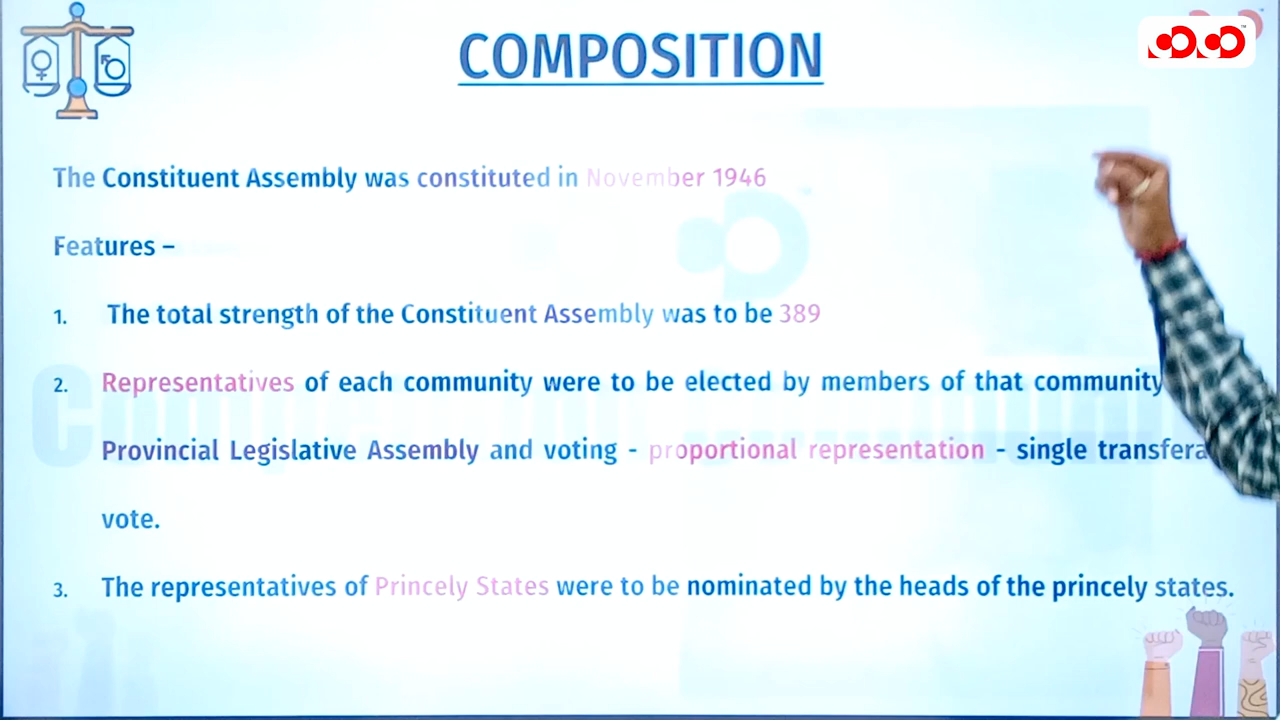 COMPOSITION
The Constituent Assembly was constituted in November 1946
Features –
1. The total strength of the Constituent Assembly was to be 389
2. Representatives of each community were to be elected by members of that community
Provincial Legislative Assembly and voting - proportional representation - single
vote.
3. The representatives of Princely States were to be nominated by the heads of the princely states.